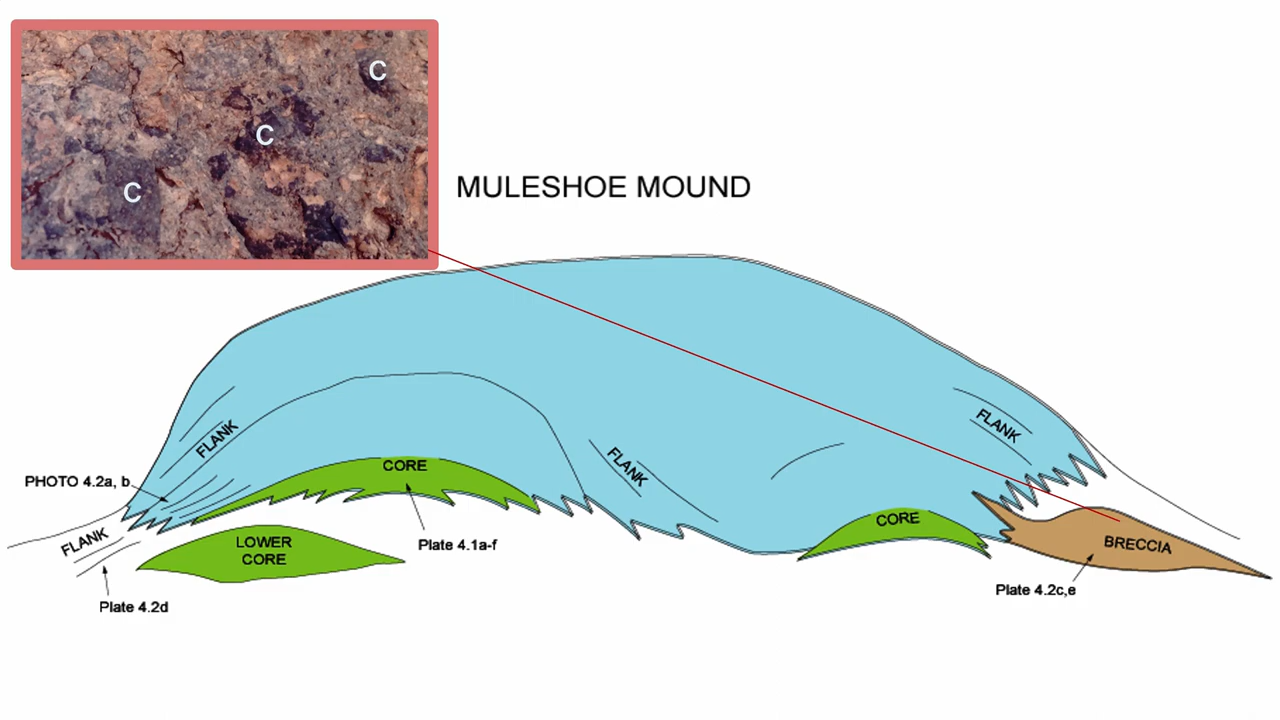 C
C
C
MULESHOE MOUND
FLANK
CORE
FLANK
FLANK
PHOTO 4.2a, b
FLANK
LOWER
CORE
Plate 4.1a-f
CORE
BRECCIA
Plate 4.2c,e
Plate 4.2d